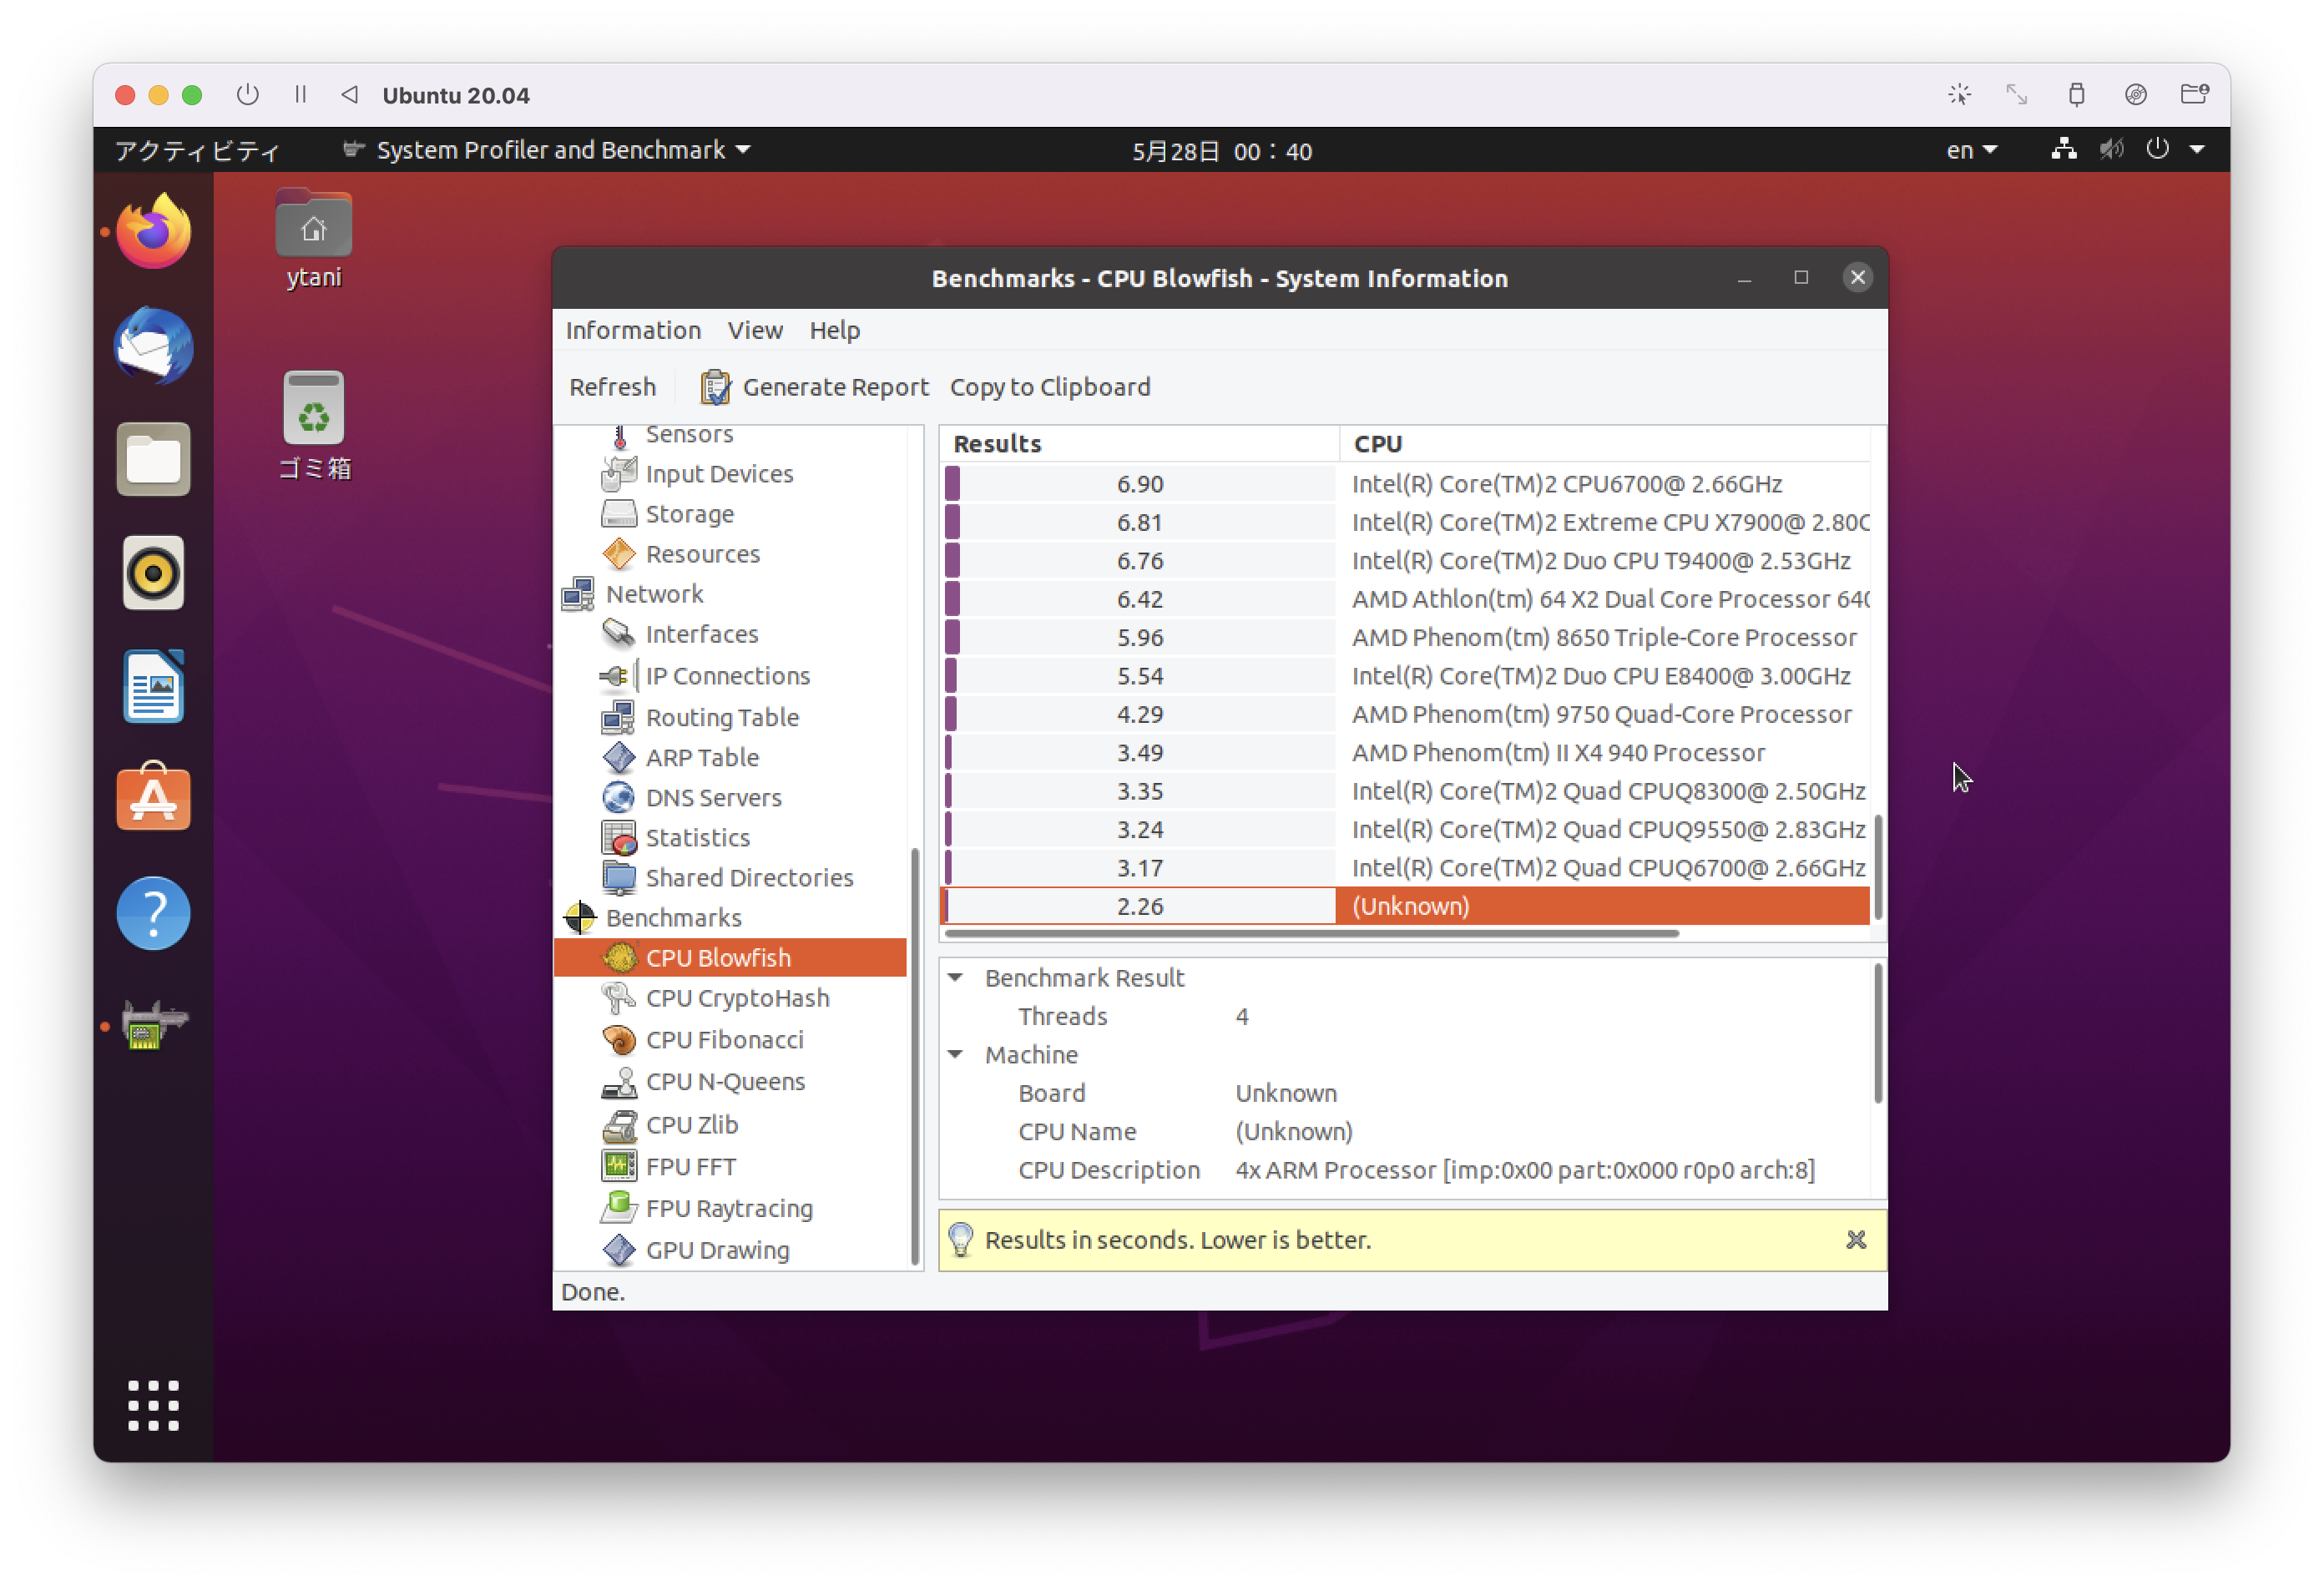 Ubuntu 20.04
アクティビティ
System Profiler and Benchmark
5月28日 00：40
en
ytani
ゴミ箱
Benchmarks - CPU Blowfish - System Information
Information View Help
Refresh Generate Report Copy to Clipboard
Sensors
Input Devices
Storage
Resources
Network
Interfaces
IP Connections
Routing Table
ARP Table
DNS Servers
Statistics
Shared Directories
Benchmarks
CPU Blowfish
CPU CryptoHash
CPU Fibonacci
CPU N-Queens
CPU Zlib
FPU FFT
FPU Raytracing
GPU Drawing
Results CPU
6.90 Intel(R) Core(TM)2 CPU6700@ 2.66GHz
6.81 Intel(R) Core(TM)2 Extreme CPU X7900@ 2.80G
6.76 Intel(R) Core(TM)2 Duo CPU T9400@ 2.53GHz
6.42 AMD Athlon(tm) 64 X2 Dual Core Processor 640
5.96 AMD Phenom(tm) 8650 Triple-Core Processor
5.54 Intel(R) Core(TM)2 Duo CPU E8400@ 3.00GHz
4.29 AMD Phenom(tm) 9750 Quad-Core Processor
3.49 AMD Phenom(tm) II X4 940 Processor
3.35 Intel(R) Core(TM)2 Quad CPUQ8300@ 2.50GHz
3.24 Intel(R) Core(TM)2 Quad CPUQ9550@ 2.83GHz
3.17 Intel(R) Core(TM)2 Quad CPUQ6700@ 2.66GHz
2.26 (Unknown)
Benchmark Result
Threads 4
Machine
Board Unknown
CPU Name (Unknown)
CPU Description 4x ARM Processor [imp:0x00 part:0x000 r0p0 arch:8]
Results in seconds. Lower is better.
Done.